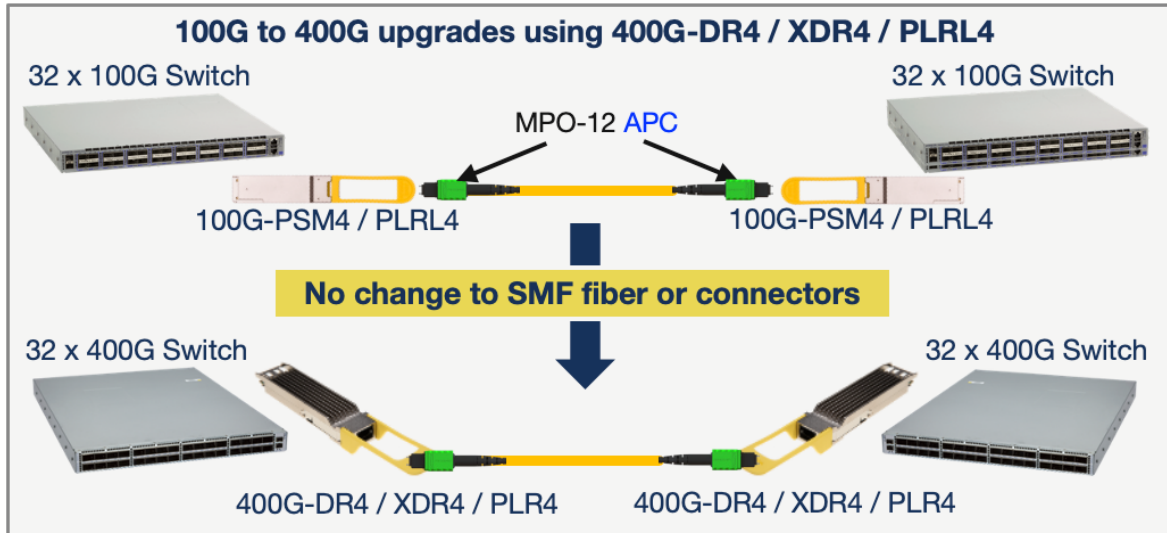 100G to 400G upgrades using 400G-DR4 / XDR4 / PLRL4
32 x 100G Switch
32 x 100G Switch
MPO-12 APC
100G-PSM4 / PLRL4
100G-PSM4 / PLRL4
No change to SMF fiber or connectors
32 x 400G Switch
32 x 400G Switch
400G-DR4 / XDR4 / PLR4
400G-DR4 / XDR4 / PLR4